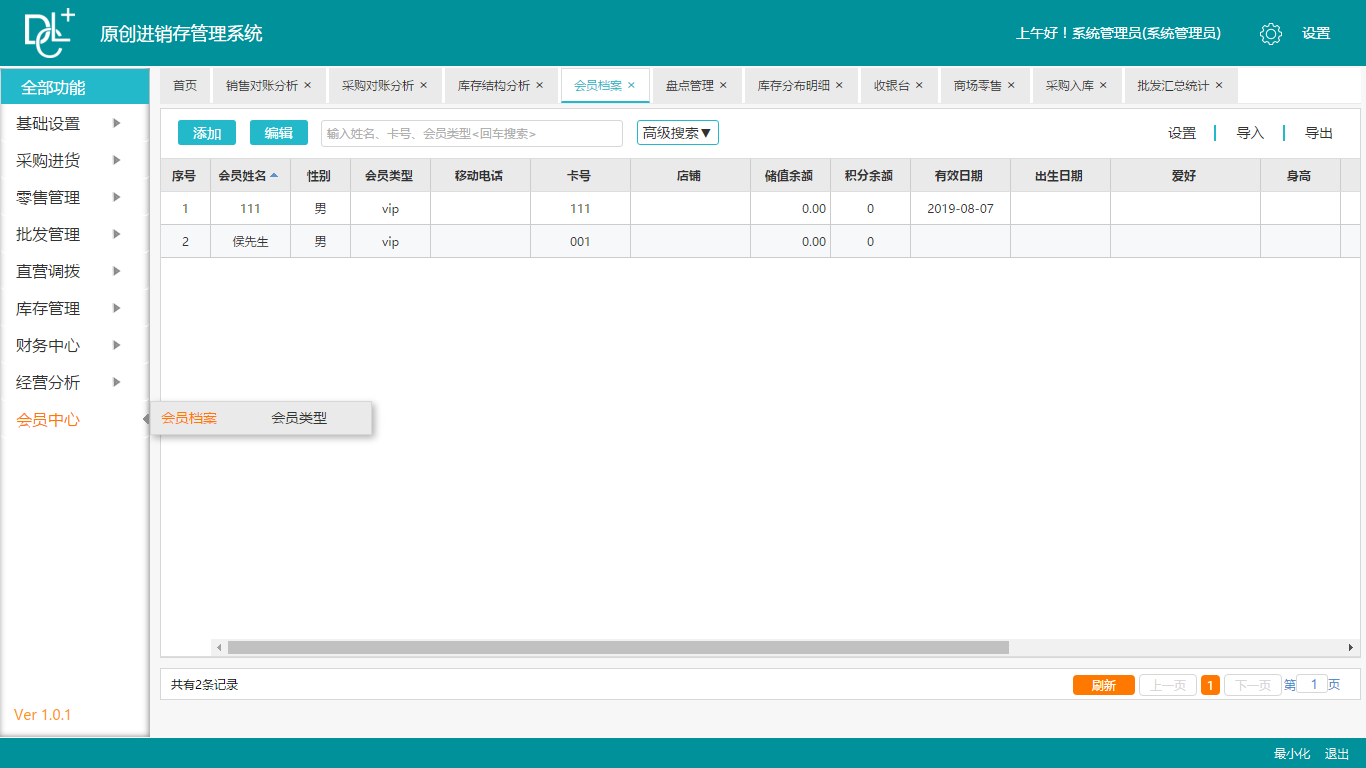 DCL+
原创进销存管理系统
上午好！系统管理员(系统管理员)
设置
全部功能
首页 销售对账分析 × 采购对账分析 × 库存结构分析 × 会员档案 × 盘点管理 × 库存分布明细 × 收银台 × 商场零售 × 采购入库 × 批发汇总统计 ×
基础设置
采购进货
零售管理
批发管理
直营调拨
库存管理
财务中心
经营分析
会员中心
会员档案 会员类型
添加 编辑 输入姓名、卡号、会员类型<回车搜索> 高级搜索▼ 设置 导入 导出
序号 会员姓名 性别 会员类型 移动电话 卡号 店铺 储值余额 积分余额 有效日期 出生日期 爱好 身高
1 111 男 vip 111 0.00 0 2019-08-07
2 侯先生 男 vip 001 0.00 0
共有2条记录 刷新 上一页 1 下一页 第 1 页
Ver 1.0.1
最小化 退出